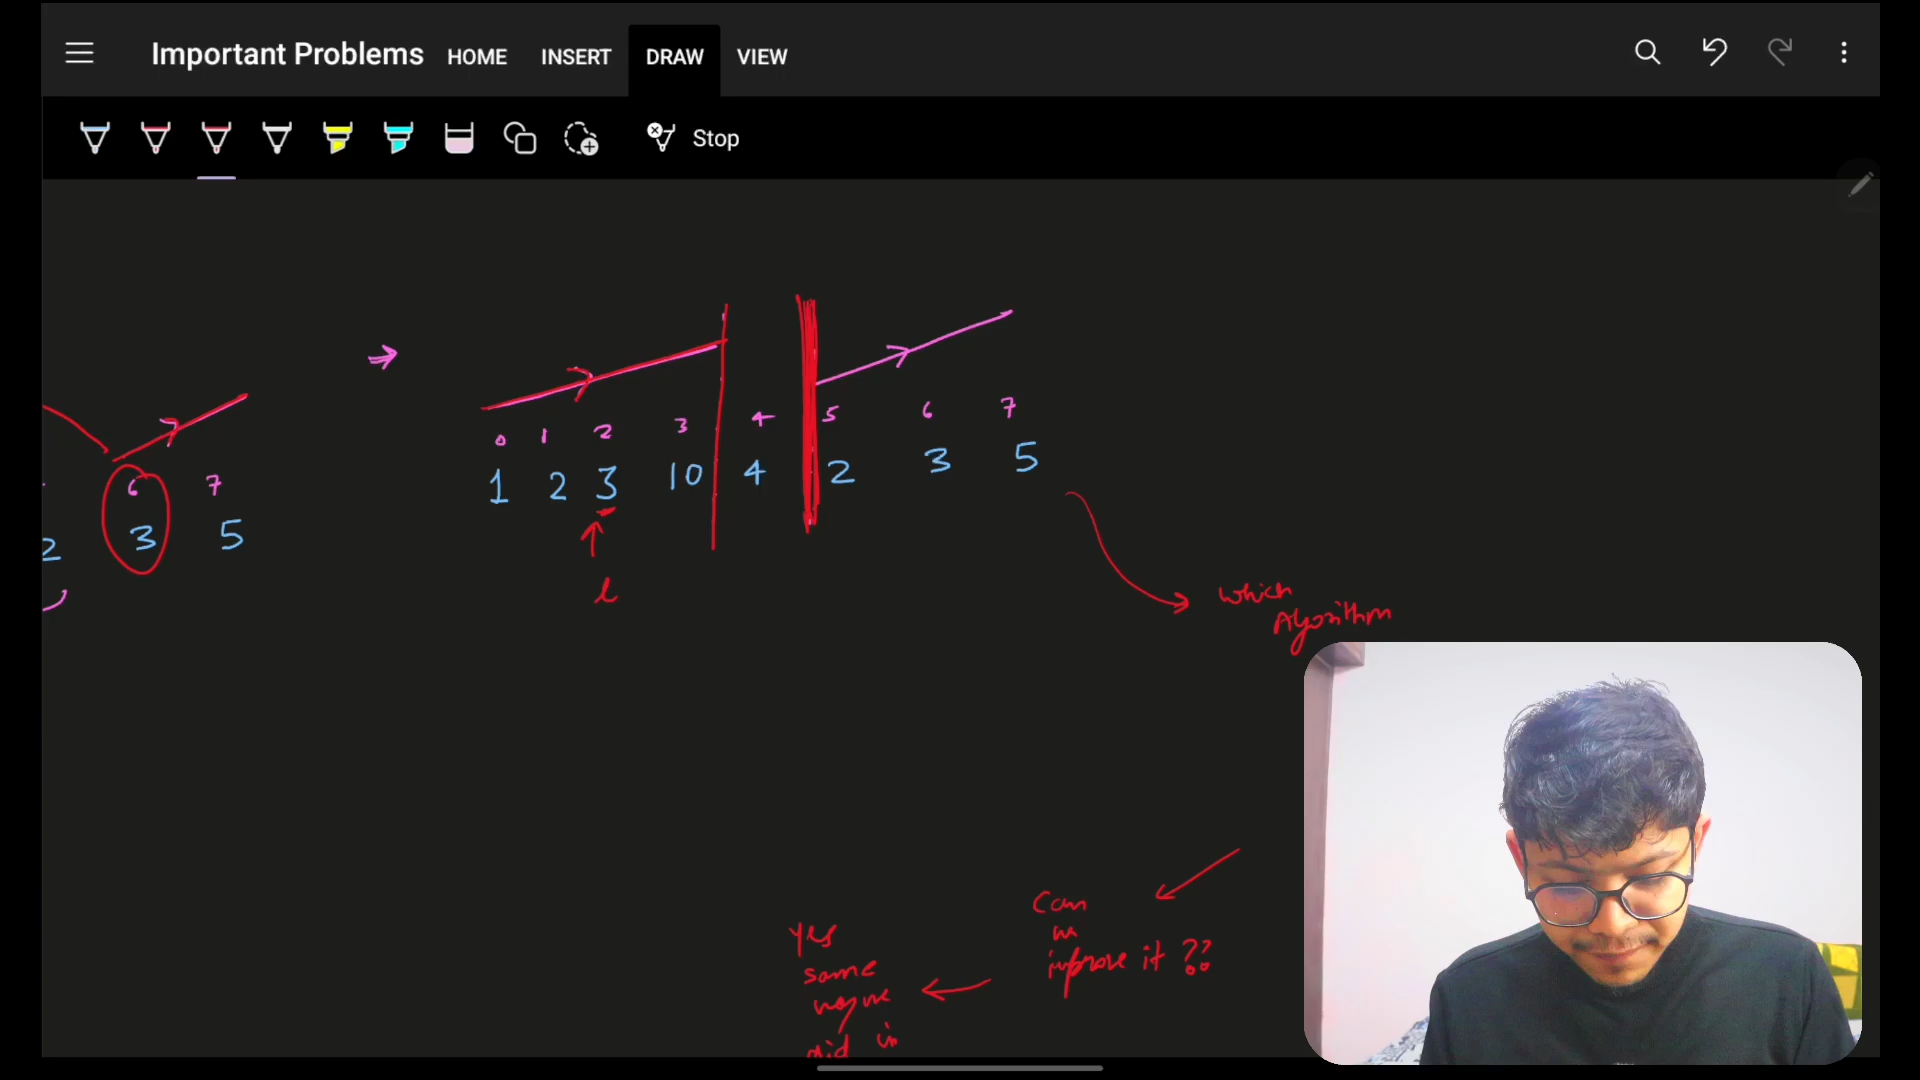 Important Problems HOME INSERT DRAW VIEW
Stop
0 1 2 3 4 5 6 7
1 2 3 10 4 2 3 5
6 7
2 3 5
l
which
Algorithm
Can
we
improve it ??
yes
same
way we
did in